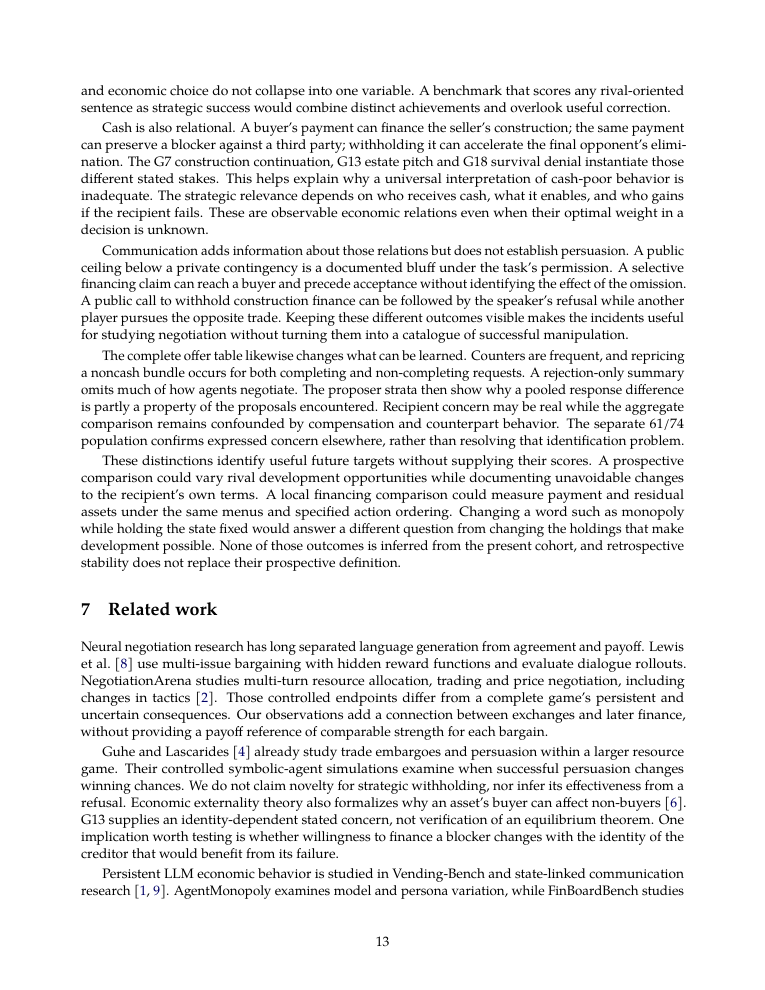 and economic choice do not collapse into one variable. A benchmark that scores any rival-oriented
sentence as strategic success would combine distinct achievements and overlook useful correction.
Cash is also relational. A buyer's payment can finance the seller's construction; the same payment
can preserve a blocker against a third party; withholding it can accelerate the final opponent's elimi-
nation. The G7 construction continuation, G13 estate pitch and G18 survival denial instantiate those
different stated stakes. This helps explain why a universal interpretation of cash-poor behavior is
inadequate. The strategic relevance depends on who receives cash, what it enables, and who gains
if the recipient fails. These are observable economic relations even when their optimal weight in a
decision is unknown.
Communication adds information about those relations but does not establish persuasion. A public
ceiling below a private contingency is a documented bluff under the task's permission. A selective
financing claim can reach a buyer and precede acceptance without identifying the effect of the omission.
A public call to withhold construction finance can be followed by the speaker's refusal while another
player pursues the opposite trade. Keeping these different outcomes visible makes the incidents useful
for studying negotiation without turning them into a catalogue of successful manipulation.
The complete offer table likewise changes what can be learned. Counters are frequent, and repricing
a noncash bundle occurs for both completing and non-completing requests. A rejection-only summary
omits much of how agents negotiate. The proposer strata then show why a pooled response difference
is partly a property of the proposals encountered. Recipient concern may be real while the aggregate
comparison remains confounded by compensation and counterpart behavior. The separate 61/74
population confirms expressed concern elsewhere, rather than resolving that identification problem.
These distinctions identify useful future targets without supplying their scores. A prospective
comparison could vary rival development opportunities while documenting unavoidable changes
to the recipient's own terms. A local financing comparison could measure payment and residual
assets under the same menus and specified action ordering. Changing a word such as monopoly
while holding the state fixed would answer a different question from changing the holdings that make
development possible. None of those outcomes is inferred from the present cohort, and retrospective
stability does not replace their prospective definition.
7 Related work
Neural negotiation research has long separated language generation from agreement and payoff. Lewis
et al. [8] use multi-issue bargaining with hidden reward functions and evaluate dialogue rollouts.
NegotiationArena studies multi-turn resource allocation, trading and price negotiation, including
changes in tactics [2]. Those controlled endpoints differ from a complete game's persistent and
uncertain consequences. Our observations add a connection between exchanges and later finance,
without providing a payoff reference of comparable strength for each bargain.
Guhe and Lascarides [4] already study trade embargoes and persuasion within a larger resource
game. Their controlled symbolic-agent simulations examine when successful persuasion changes
winning chances. We do not claim novelty for strategic withholding, nor infer its effectiveness from a
refusal. Economic externality theory also formalizes why an asset's buyer can affect non-buyers [6].
G13 supplies an identity-dependent stated concern, not verification of an equilibrium theorem. One
implication worth testing is whether willingness to finance a blocker changes with the identity of the
creditor that would benefit from its failure.
Persistent LLM economic behavior is studied in Vending-Bench and state-linked communication
research [1, 9]. AgentMonopoly examines model and persona variation, while FinBoardBench studies
13